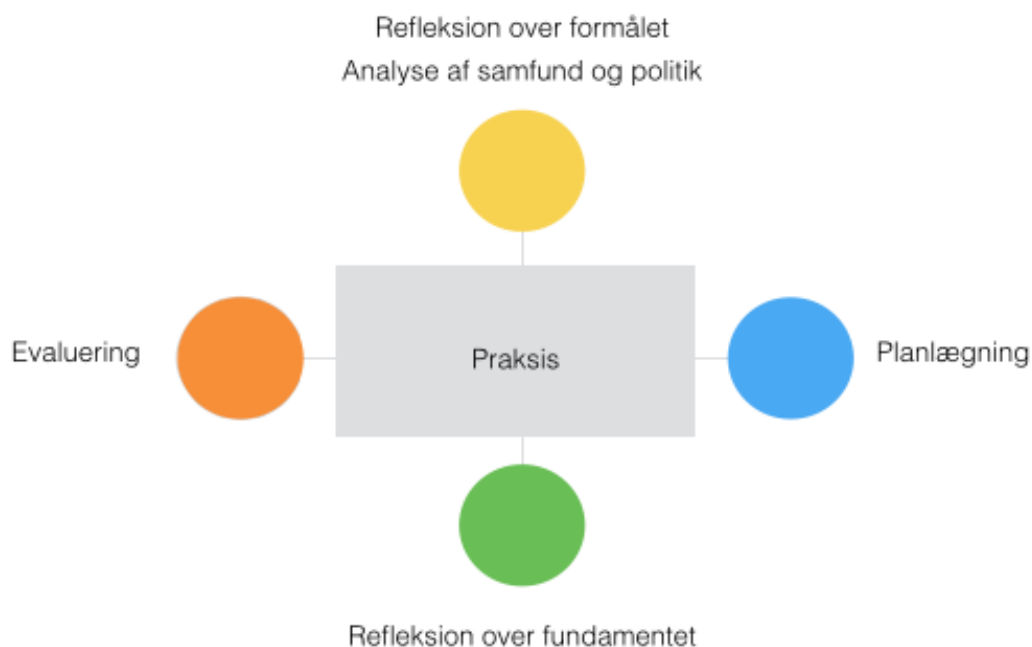 Refleksion over formålet
Analyse af samfund og politik
Evaluering
Praksis
Planlægning
Refleksion over fundamentet